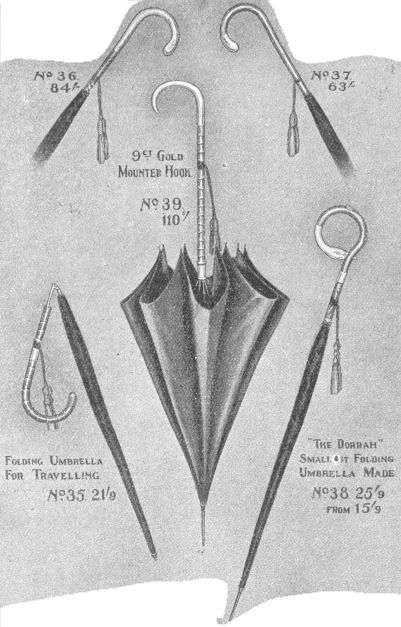 No 36.
84/-
No 37.
63/-
9ct Gold
Mounted Hook
No 39.
110/-
"The Dorrah"
Smallest Folding
Umbrella Made
No 38 25/9
from 15/9
Folding Umbrella
For Travelling
No 35. 21/9